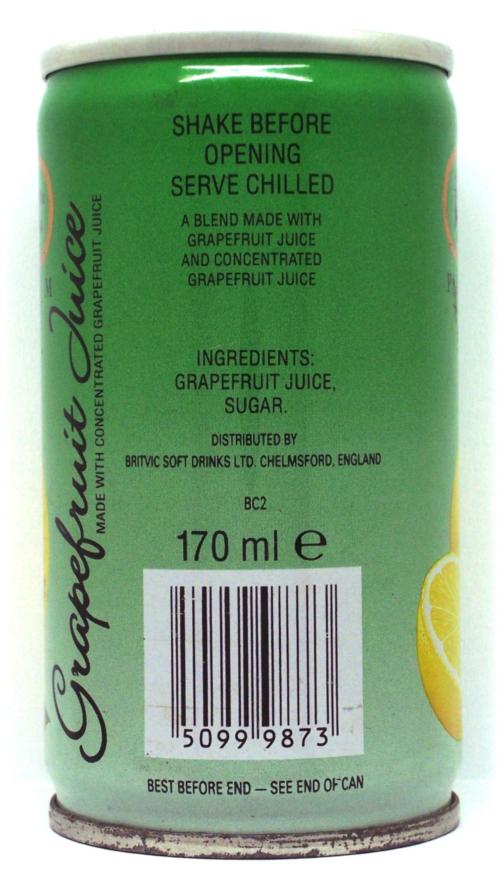 SHAKE BEFORE
OPENING
SERVE CHILLED
A BLEND MADE WITH
GRAPEFRUIT JUICE
AND CONCENTRATED
GRAPEFRUIT JUICE
INGREDIENTS:
GRAPEFRUIT JUICE,
SUGAR.
DISTRIBUTED BY
BRITVIC SOFT DRINKS LTD. CHELMSFORD, ENGLAND
BC2
170 ml e
5099 9873
BEST BEFORE END — SEE END OF CAN
Grapefruit Juice
MADE WITH CONCENTRATED GRAPEFRUIT JUICE